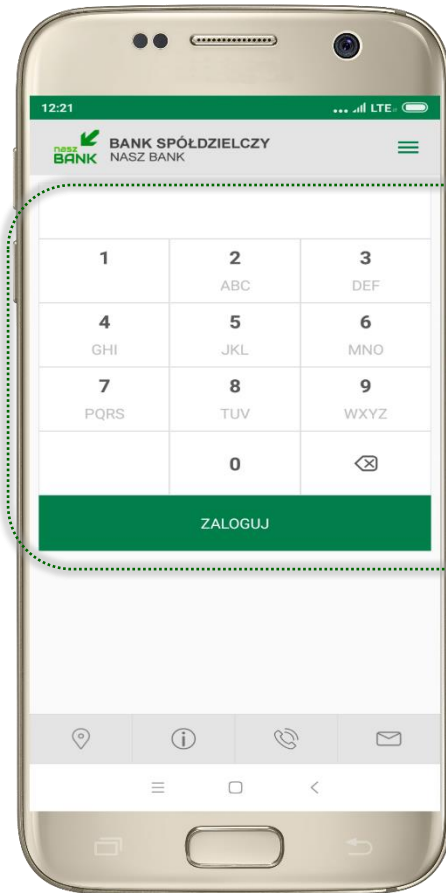 12:21 LTE
nasz BANK BANK SPÓŁDZIELCZY
NASZ BANK
1 2 3
ABC DEF
4 5 6
GHI JKL MNO
7 8 9
PQRS TUV WXYZ
0
ZALOGUJ